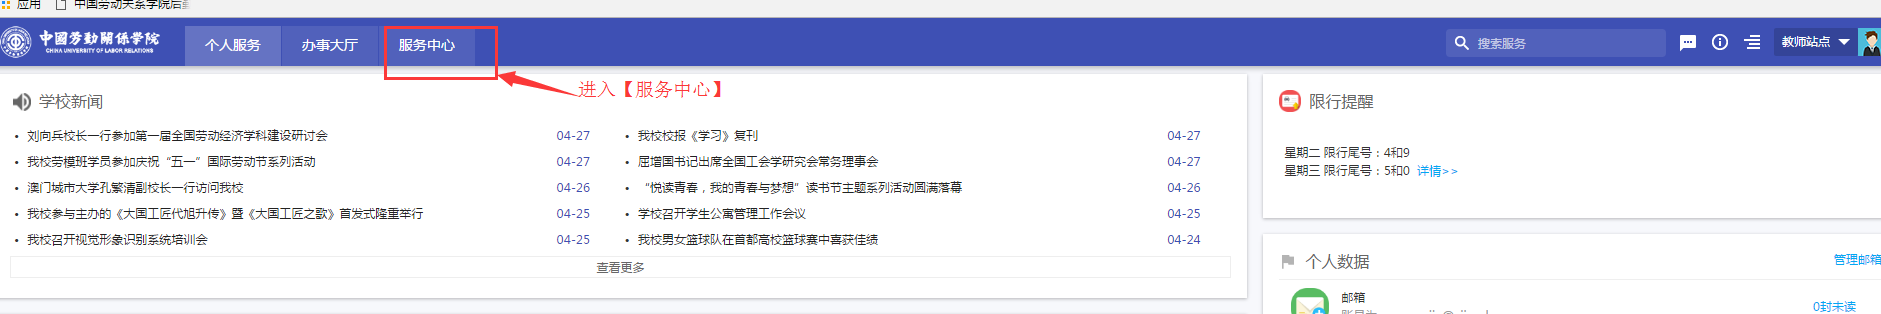 应用 中国劳动关系学院后
中國劳動關係学院
CHINA UNIVERSITY OF LABOR RELATIONS
个人服务 办事大厅 服务中心
搜索服务
教师站点
进入【服务中心】
学校新闻
• 刘向兵校长一行参加第一届全国劳动经济学科建设研讨会 04-27
• 我校劳模班学员参加庆祝“五一”国际劳动节系列活动 04-27
• 澳门城市大学孔繁清副校长一行访问我校 04-26
• 我校参与主办的《大国工匠代旭升传》暨《大国工匠之歌》首发式隆重举行 04-25
• 我校召开视觉形象识别系统培训会 04-25
• 我校校报《学习》复刊 04-27
• 屈增国书记出席全国工会学研究会常务理事会 04-27
• “悦读青春，我的青春与梦想”读书节主题系列活动圆满落幕 04-26
• 学校召开学生公寓管理工作会议 04-25
• 我校男女篮球队在首都高校篮球赛中喜获佳绩 04-24
查看更多
限行提醒
星期二 限行尾号：4和9
星期三 限行尾号：5和0 详情>>
个人数据
管理邮箱
邮箱
0封未读